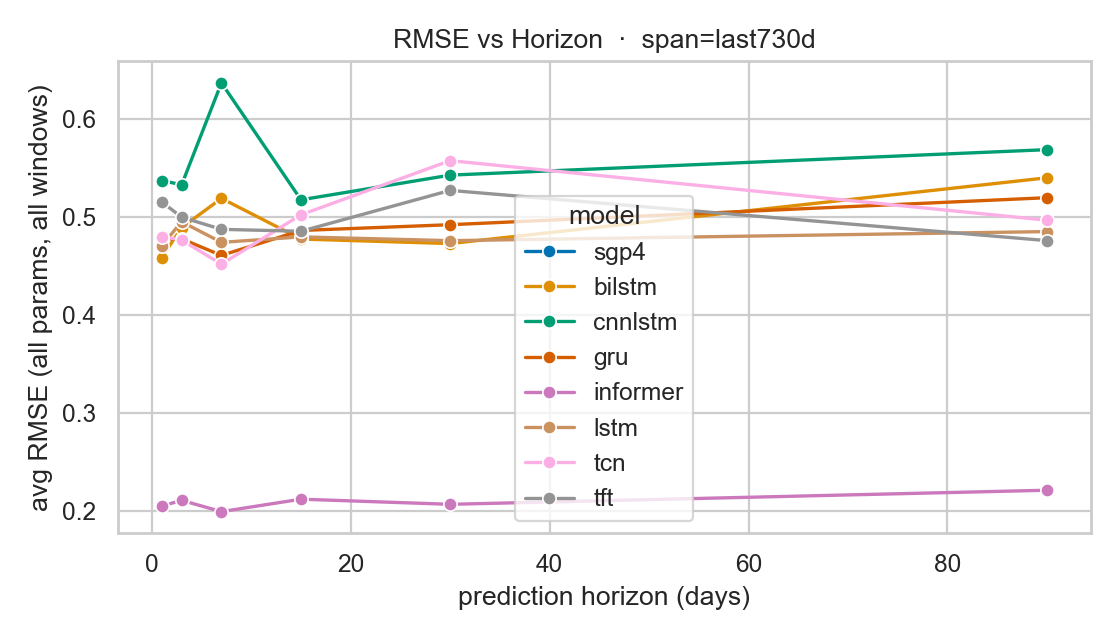 RMSE vs Horizon · span=last730d
avg RMSE (all params, all windows)
0.6
0.5
0.4
0.3
0.2
model
sgp4
bilstm
cnnlstm
gru
informer
lstm
tcn
tft
0 20 40 60 80
prediction horizon (days)